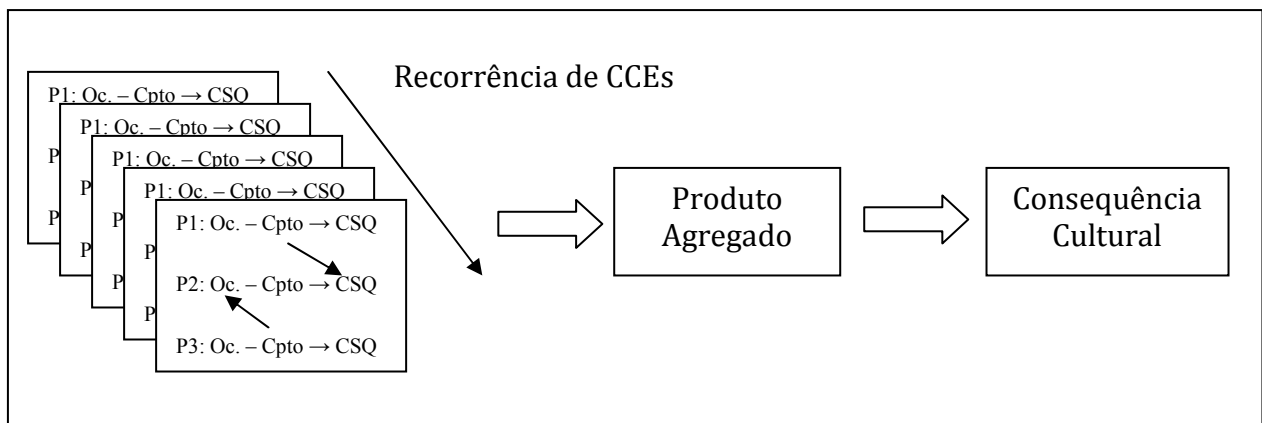 Recorrência de CCEs
P1: Oc. – Cpto → CSQ
P1: Oc. – Cpto → CSQ
P
P1: Oc. – Cpto → CSQ
P
P
P1: Oc. – Cpto → CSQ
P
P
P1: Oc. – Cpto → CSQ
P
P
P2: Oc. – Cpto → CSQ
P
P3: Oc. – Cpto → CSQ
Produto
Agregado
Consequência
Cultural